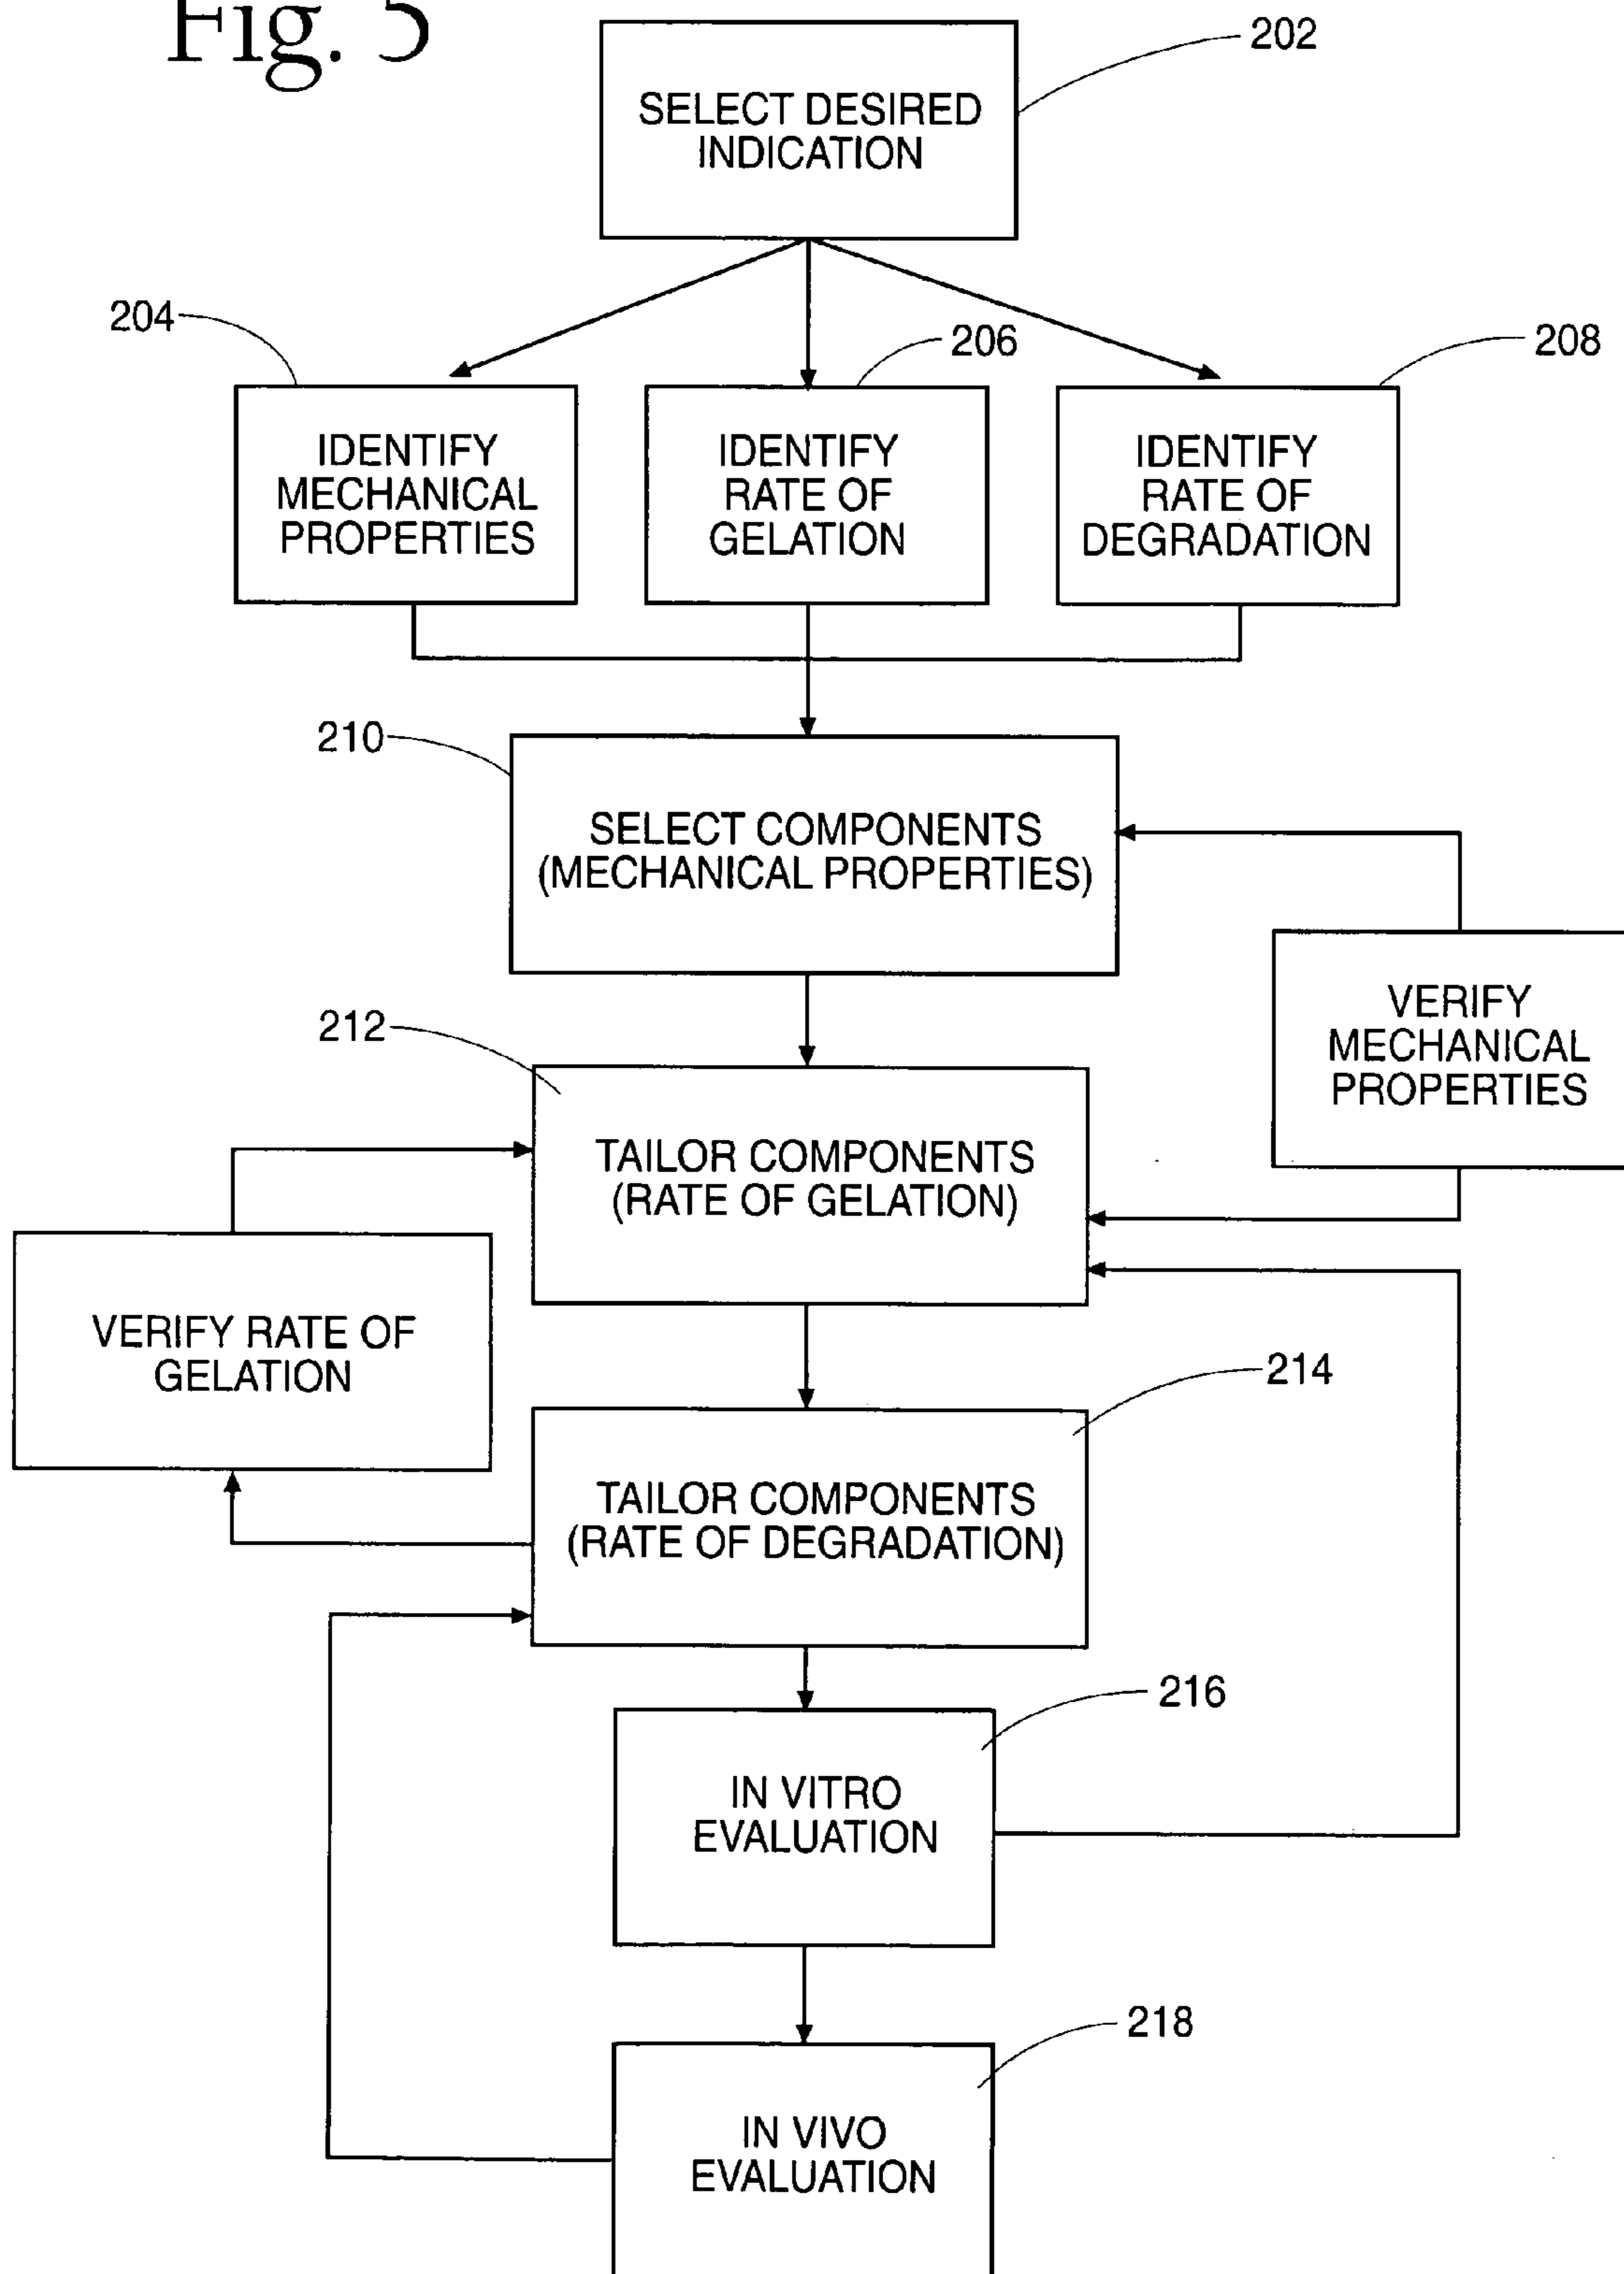 Fig. 5
202
SELECT DESIRED
INDICATION
204
206
208
IDENTIFY
MECHANICAL
PROPERTIES
IDENTIFY
RATE OF
GELATION
IDENTIFY
RATE OF
DEGRADATION
210
SELECT COMPONENTS
(MECHANICAL PROPERTIES)
VERIFY
MECHANICAL
PROPERTIES
212
TAILOR COMPONENTS
(RATE OF GELATION)
VERIFY RATE OF
GELATION
214
TAILOR COMPONENTS
(RATE OF DEGRADATION)
216
IN VITRO
EVALUATION
218
IN VIVO
EVALUATION